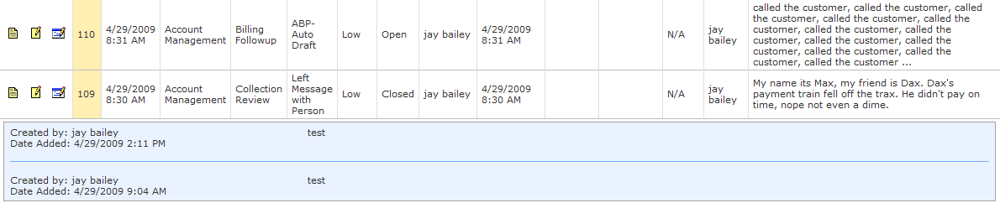 called the customer, called the customer, called
the customer, called the customer, called the
customer, called the customer, called the
customer, called the customer, called the
customer, called the customer, called the
customer, called the customer ...
110 4/29/2009 8:31 AM Account Management Billing Followup ABP-Auto Draft Low Open jay bailey 4/29/2009 8:31 AM N/A jay bailey
109 4/29/2009 8:30 AM Account Management Collection Review Left Message with Person Low Closed jay bailey 4/29/2009 8:30 AM N/A jay bailey
My name its Max, my friend is Dax. Dax's
payment train fell off the trax. He didn't pay on
time, nope not even a dime.
Created by: jay bailey test
Date Added: 4/29/2009 2:11 PM
Created by: jay bailey test
Date Added: 4/29/2009 9:04 AM